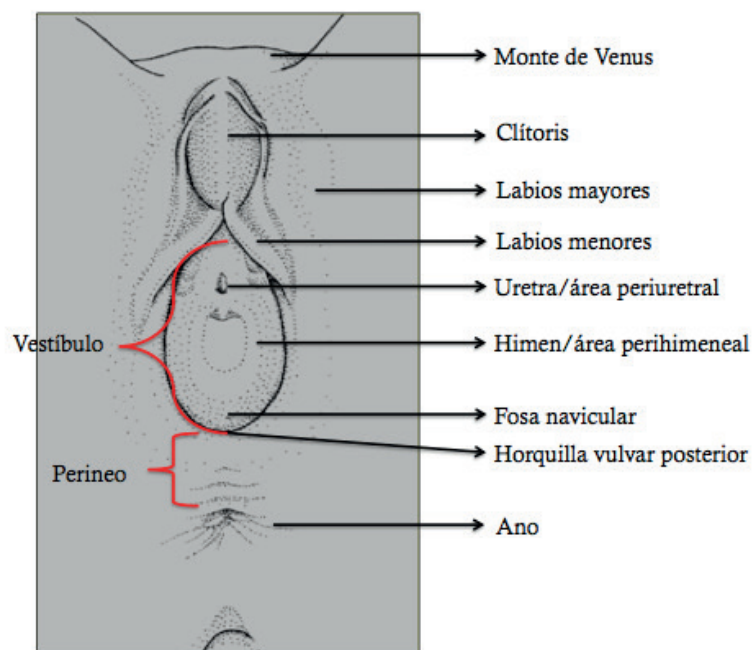 Monte de Venus
Clítoris
Labios mayores
Labios menores
Uretra/área periuretral
Vestíbulo
Himen/área perihimeneal
Fosa navicular
Horquilla vulvar posterior
Perineo
Ano